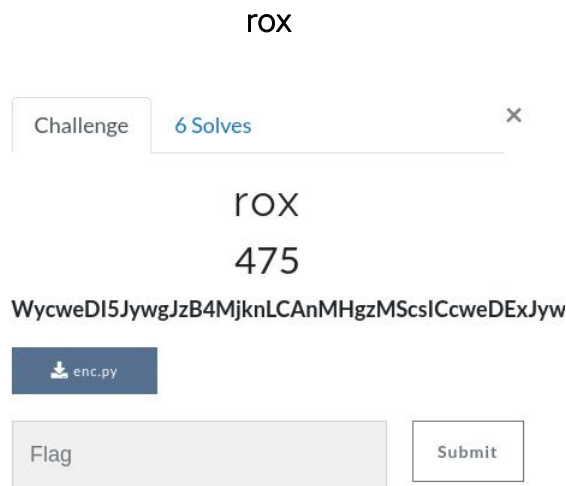 rox
Challenge
6 Solves
×
rox
475
WycweDI5JywgJzB4MjknLCAnMHgzMScsICcweDExJyw
enc.py
Flag
Submit